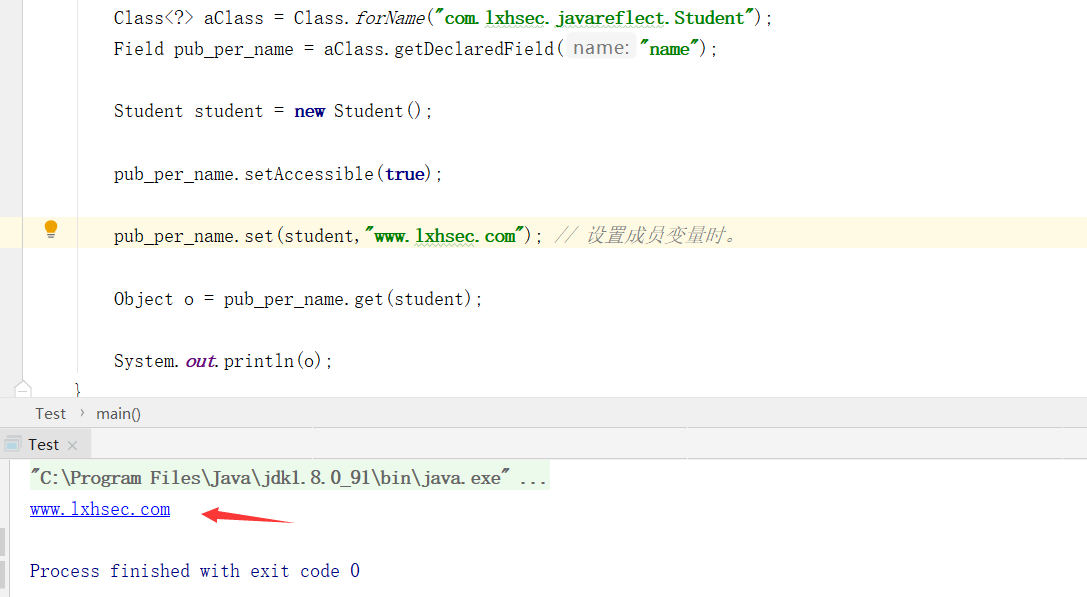 Class<?> aClass = Class.forName("com.lxhsec.javareflect.Student");
Field pub_per_name = aClass.getDeclaredField( name: "name");
Student student = new Student();
pub_per_name.setAccessible(true);
pub_per_name.set(student,"www.lxhsec.com"); // 设置成员变量时。
Object o = pub_per_name.get(student);
System.out.println(o);
}
Test › main()
Test ×
"C:\Program Files\Java\jdk1.8.0_91\bin\java.exe" ...
www.lxhsec.com
Process finished with exit code 0